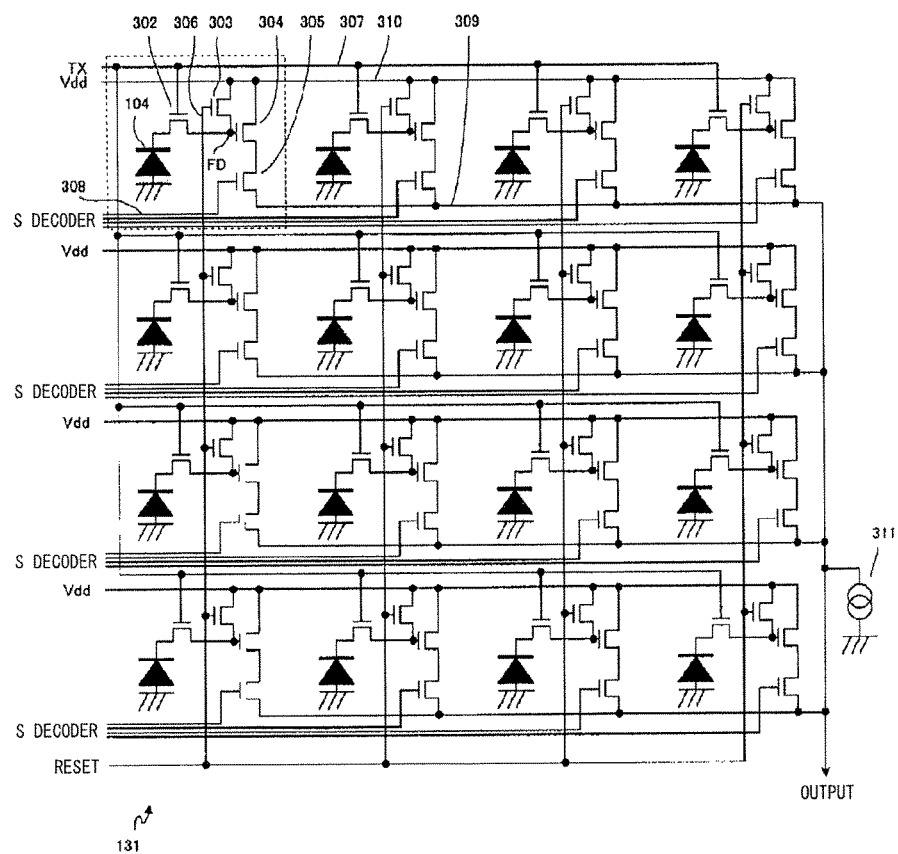 302 306 303 304 305 307 310 309
TX
Vdd
104
FD
308
S DECODER
Vdd
S DECODER
Vdd
S DECODER
311
Vdd
S DECODER
RESET
OUTPUT
131